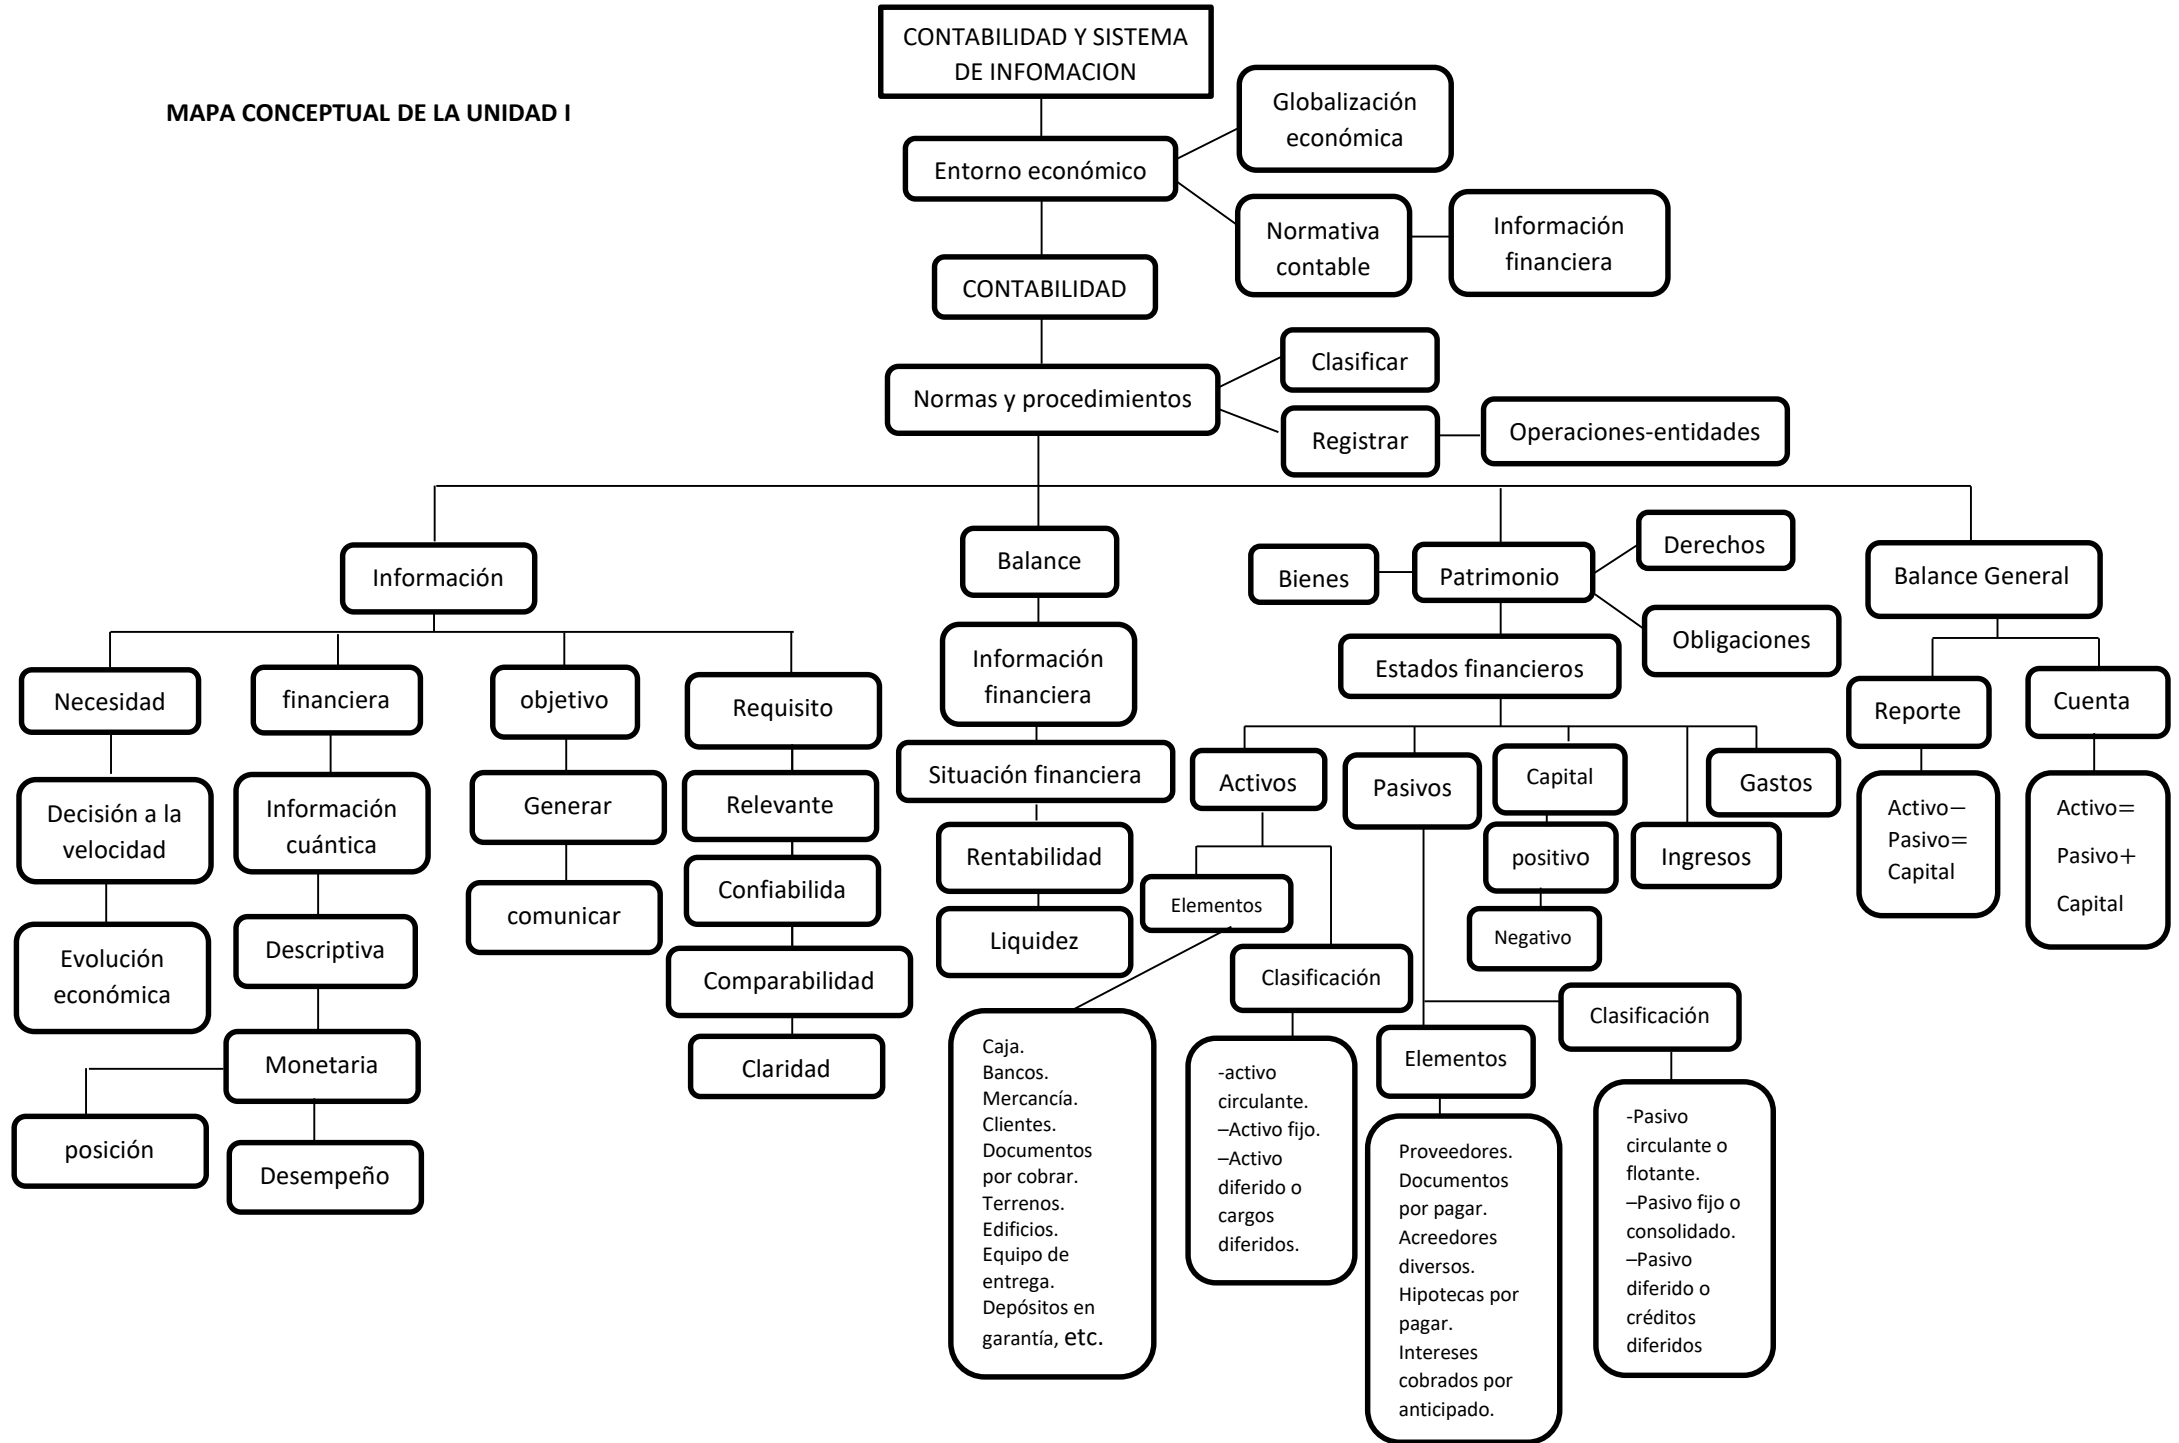 CONTABILIDAD Y SISTEMA
DE INFOMACION
MAPA CONCEPTUAL DE LA UNIDAD I
Globalización
económica
Entorno económico
Normativa
contable
Información
financiera
CONTABILIDAD
Clasificar
Normas y procedimientos
Registrar
Operaciones-entidades
Información
Necesidad
Decisión a la
velocidad
Evolución
económica
financiera
Información
cuántica
Descriptiva
Monetaria
posición
Desempeño
objetivo
Generar
comunicar
Requisito
Relevante
Confiabilida
Comparabilidad
Claridad
Balance
Información
financiera
Situación financiera
Rentabilidad
Liquidez
Bienes
Patrimonio
Derechos
Obligaciones
Estados financieros
Activos
Elementos
Caja.
Bancos.
Mercancía.
Clientes.
Documentos
por cobrar.
Terrenos.
Edificios.
Equipo de
entrega.
Depósitos en
garantía, etc.
Clasificación
-activo
circulante.
–Activo fijo.
–Activo
diferido o
cargos
diferidos.
Pasivos
Elementos
Proveedores.
Documentos
por pagar.
Acreedores
diversos.
Hipotecas por
pagar.
Intereses
cobrados por
anticipado.
Clasificación
-Pasivo
circulante o
flotante.
–Pasivo fijo o
consolidado.
–Pasivo
diferido o
créditos
diferidos
Capital
positivo
Negativo
Ingresos
Gastos
Balance General
Reporte
Activo−
Pasivo=
Capital
Cuenta
Activo=
Pasivo+
Capital